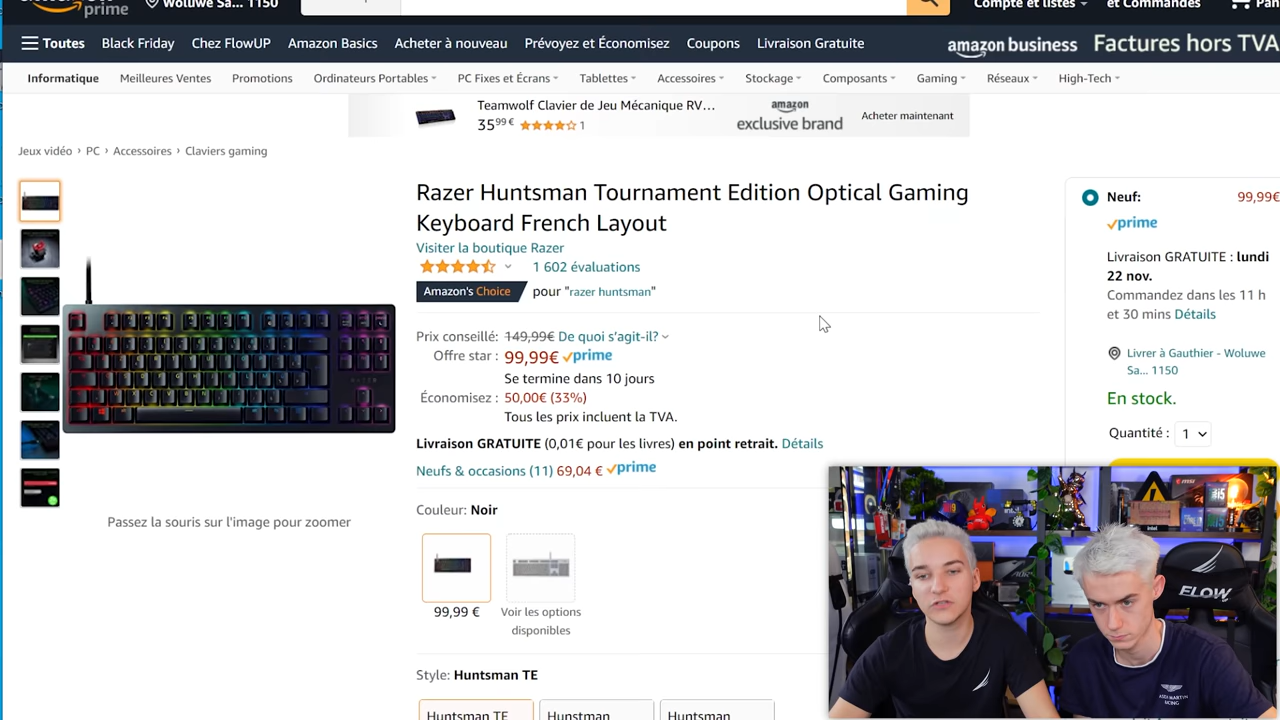 prime
Woluwe Sa... 1150
Compte et listes
et Commandes
Toutes
Black Friday
Chez FlowUP
Amazon Basics
Acheter à nouveau
Prévoyez et Économisez
Coupons
Livraison Gratuite
amazon business
Factures hors TVA
Informatique
Meilleures Ventes
Promotions
Ordinateurs Portables
PC Fixes et Écrans
Tablettes
Accessoires
Stockage
Composants
Gaming
Réseaux
High-Tech
Teamwolf Clavier de Jeu Mécanique RV...
35,99 € 1
amazon
exclusive brand
Acheter maintenant
Jeux vidéo › PC › Accessoires › Claviers gaming
Razer Huntsman Tournament Edition Optical Gaming
Keyboard French Layout
Visiter la boutique Razer
1 602 évaluations
Amazon's Choice pour "razer huntsman"
Prix conseillé: 149,99€ De quoi s'agit-il?
Offre star : 99,99€ prime
Se termine dans 10 jours
Économisez : 50,00€ (33%)
Tous les prix incluent la TVA.
Livraison GRATUITE (0,01€ pour les livres) en point retrait. Détails
Neufs & occasions (11) 69,04 € prime
Couleur: Noir
99,99 €
Voir les options
disponibles
Style: Huntsman TE
Huntsman TE
Hunstman
Huntsman
Passez la souris sur l'image pour zoomer
Neuf: 99,99€
prime
Livraison GRATUITE : lundi
22 nov.
Commandez dans les 11 h
et 30 mins Détails
Livrer à Gauthier - Woluwe
Sa... 1150
En stock.
Quantité : 1
ELOW
ASTON MARTIN
RACING